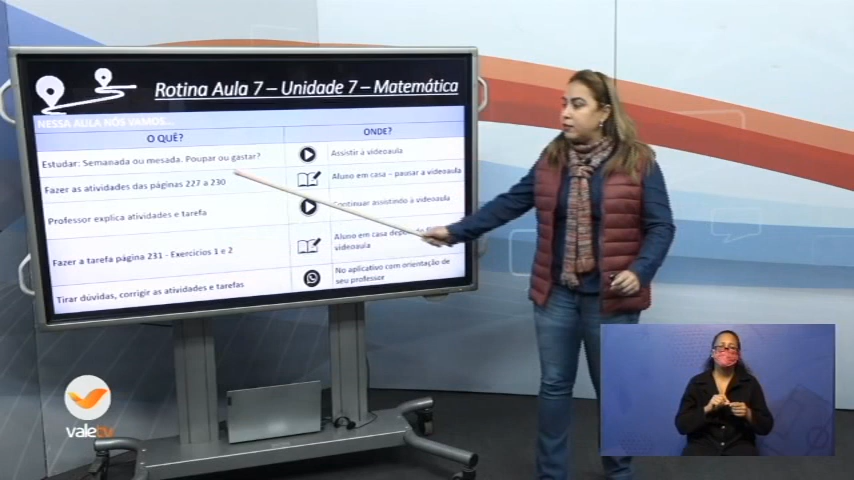 Rotina Aula 7 – Unidade 7 – Matemática
NESSA AULA NÓS VAMOS...
O QUÊ?
ONDE?
Estudar: Semanada ou mesada. Poupar ou gastar?
Assistir à videoaula
Fazer as atividades das páginas 227 a 230
Aluno em casa – pausar a videoaula
Professor explica atividades e tarefa
Continuar assistindo à videoaula
Fazer a tarefa página 231 - Exercícios 1 e 2
Aluno em casa depois de
videoaula
Tirar dúvidas, corrigir as atividades e tarefas
No aplicativo com orientação de
seu professor
valetv